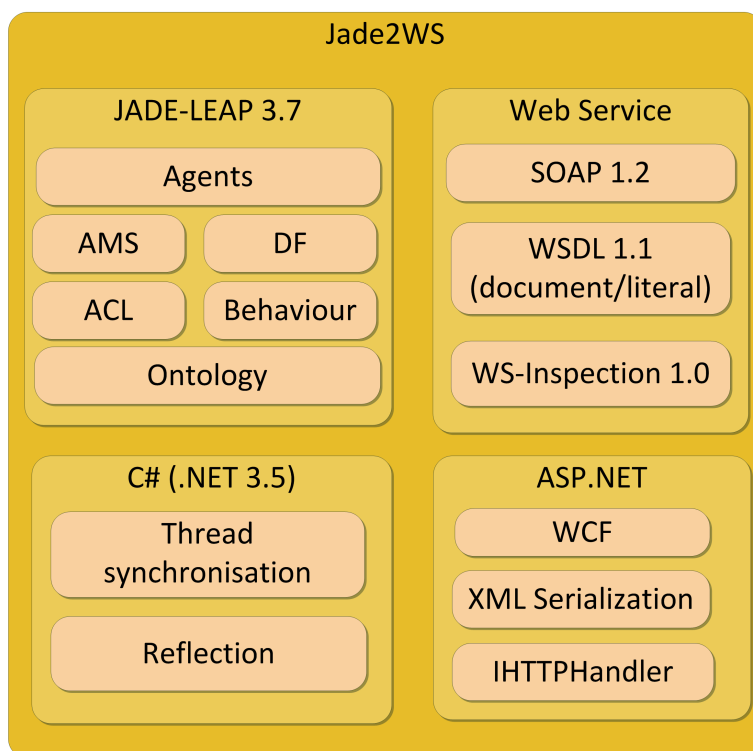 Jade2WS
JADE-LEAP 3.7
Agents
AMS
DF
ACL
Behaviour
Ontology
Web Service
SOAP 1.2
WSDL 1.1
(document/literal)
WS-Inspection 1.0
C# (.NET 3.5)
Thread
synchronisation
Reflection
ASP.NET
WCF
XML Serialization
IHTTPHandler